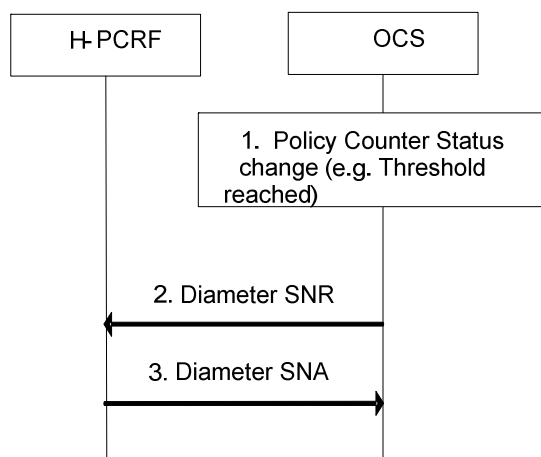 H-PCRF
OCS
1. Policy Counter Status
change (e.g. Threshold
reached)
2. Diameter SNR
3. Diameter SNA